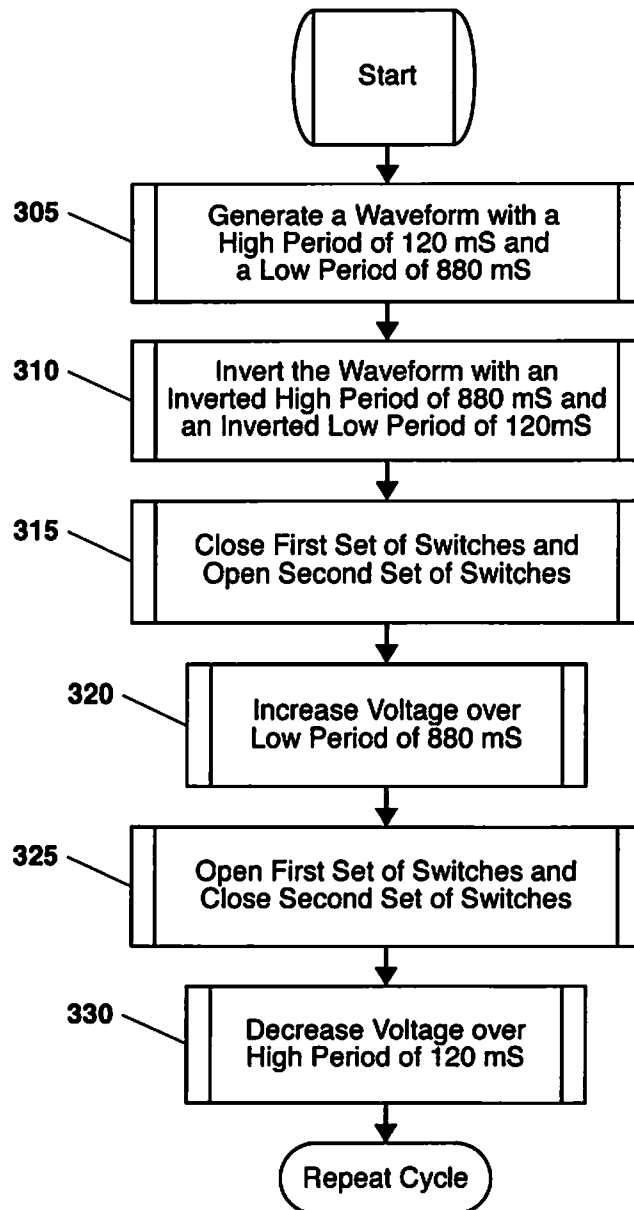 Start
305
Generate a Waveform with a
High Period of 120 mS and
a Low Period of 880 mS
310
Invert the Waveform with an
Inverted High Period of 880 mS and
an Inverted Low Period of 120mS
315
Close First Set of Switches and
Open Second Set of Switches
320
Increase Voltage over
Low Period of 880 mS
325
Open First Set of Switches and
Close Second Set of Switches
330
Decrease Voltage over
High Period of 120 mS
Repeat Cycle